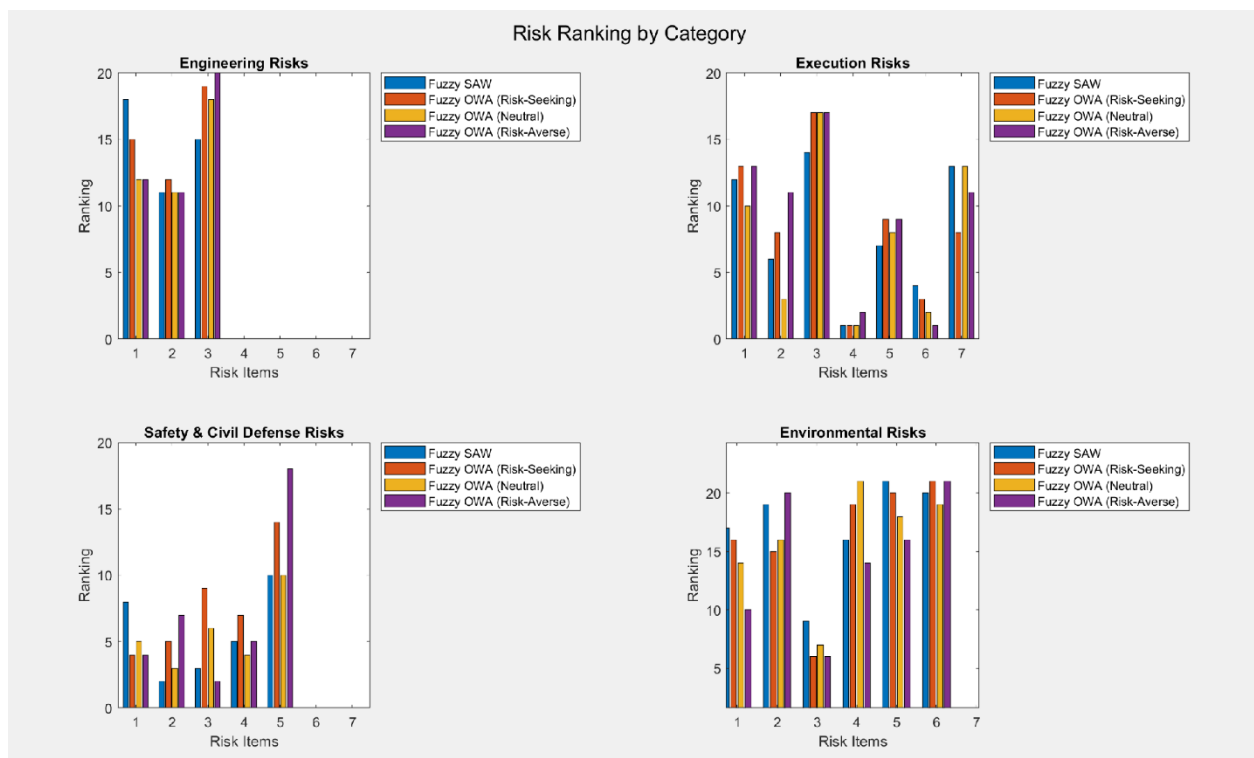 Risk Ranking by Category
Engineering Risks
20
15
10
5
0
Ranking
1 2 3 4 5 6 7
Risk Items
Fuzzy SAW
Fuzzy OWA (Risk-Seeking)
Fuzzy OWA (Neutral)
Fuzzy OWA (Risk-Averse)
Execution Risks
20
15
10
5
0
Ranking
1 2 3 4 5 6 7
Risk Items
Fuzzy SAW
Fuzzy OWA (Risk-Seeking)
Fuzzy OWA (Neutral)
Fuzzy OWA (Risk-Averse)
Safety & Civil Defense Risks
20
15
10
5
0
Ranking
1 2 3 4 5 6 7
Risk Items
Fuzzy SAW
Fuzzy OWA (Risk-Seeking)
Fuzzy OWA (Neutral)
Fuzzy OWA (Risk-Averse)
Environmental Risks
20
15
10
5
Ranking
1 2 3 4 5 6 7
Risk Items
Fuzzy SAW
Fuzzy OWA (Risk-Seeking)
Fuzzy OWA (Neutral)
Fuzzy OWA (Risk-Averse)